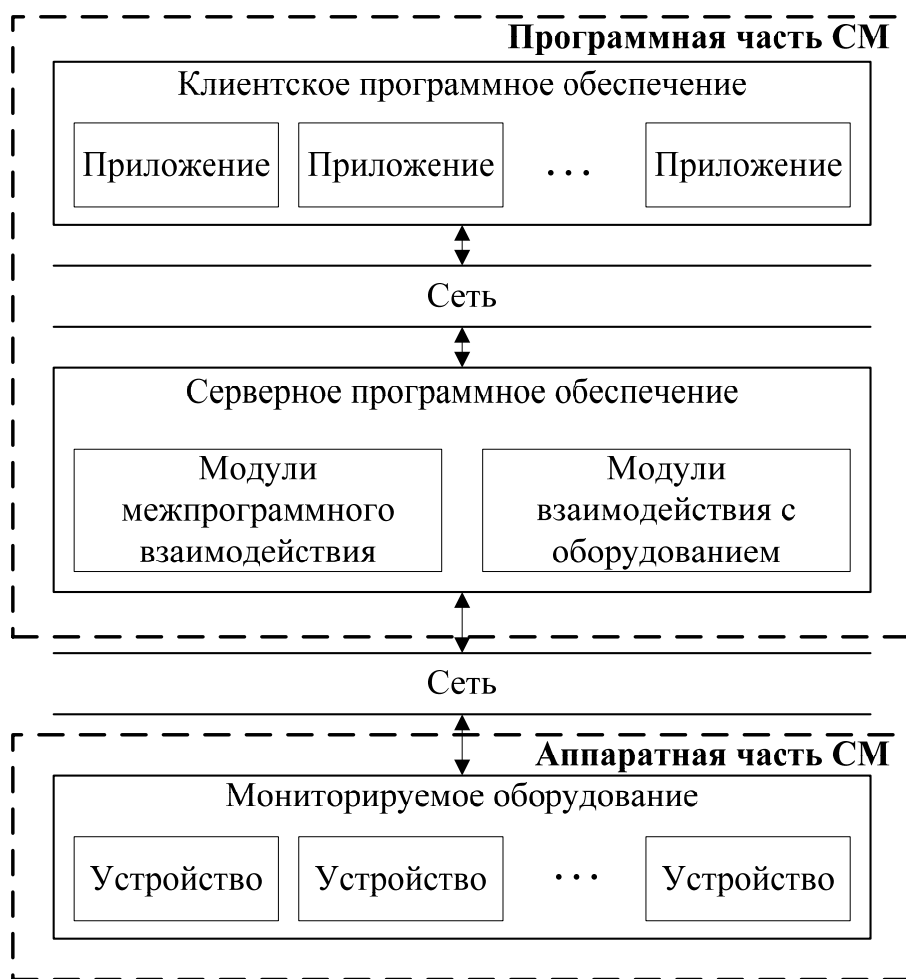 Программная часть СМ
Клиентское программное обеспечение
Приложение Приложение ... Приложение
Сеть
Серверное программное обеспечение
Модули
межпрограммного
взаимодействия
Модули
взаимодействия с
оборудованием
Сеть
Аппаратная часть СМ
Мониторируемое оборудование
Устройство Устройство ... Устройство